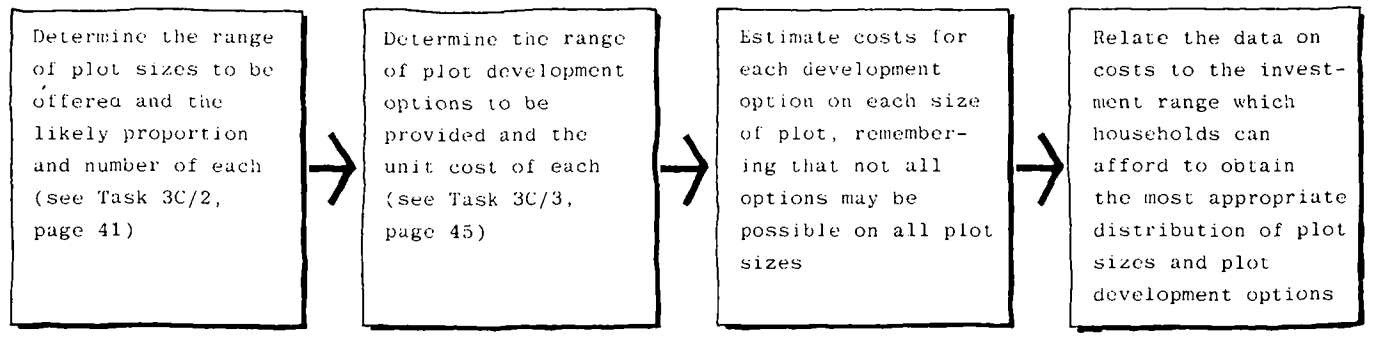 Determine the range
of plot sizes to be
offered and the
likely proportion
and number of each
(see Task 3C/2,
page 41)
Determine the range
of plot development
options to be
provided and the
unit cost of each
(see Task 3C/3,
page 45)
Estimate costs for
each development
option on each size
of plot, remember-
ing that not all
options may be
possible on all plot
sizes
Relate the data on
costs to the invest-
ment range which
households can
afford to obtain
the most appropriate
distribution of plot
sizes and plot
development options